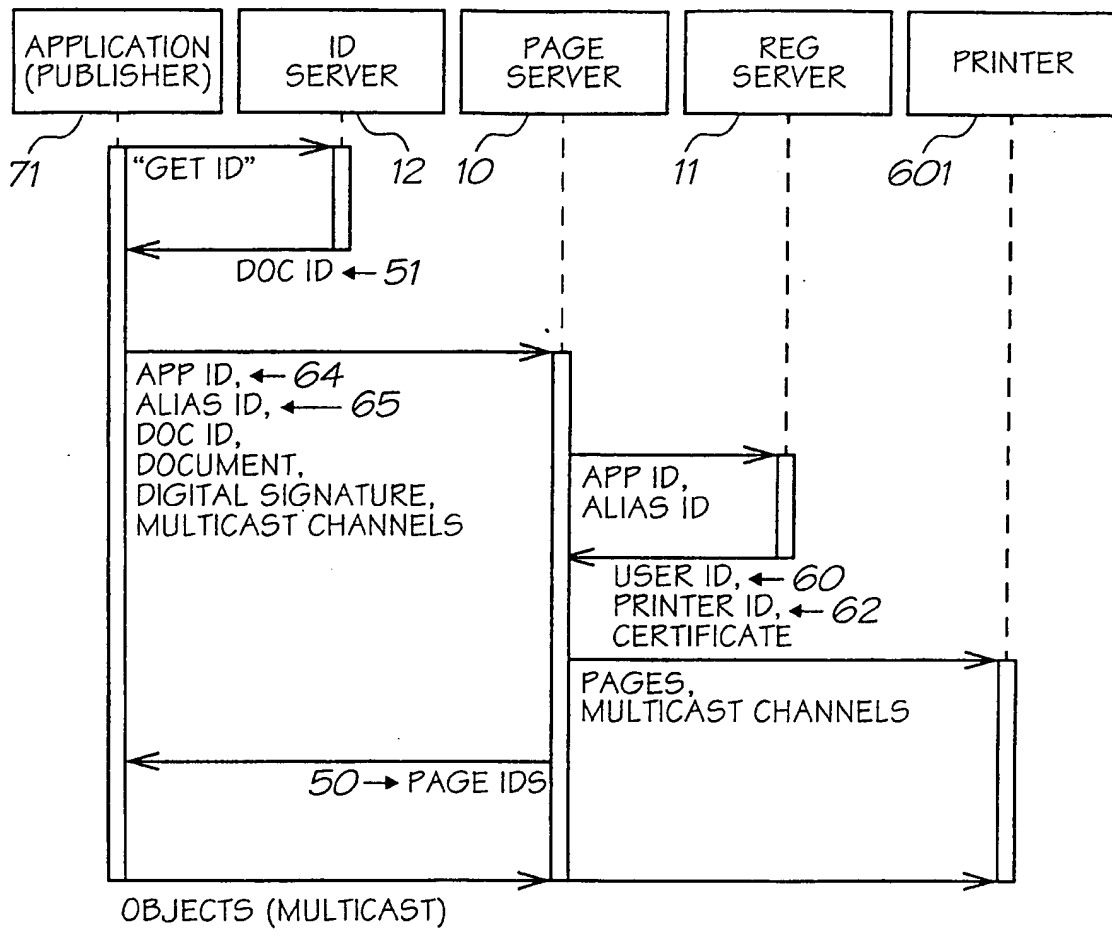 APPLICATION
(PUBLISHER)
ID
SERVER
PAGE
SERVER
REG
SERVER
PRINTER
71
12
10
11
601
"GET ID"
DOC ID ← 51
APP ID, ← 64
ALIAS ID, ← 65
DOC ID,
DOCUMENT,
DIGITAL SIGNATURE,
MULTICAST CHANNELS
APP ID,
ALIAS ID
USER ID, ← 60
PRINTER ID, ← 62
CERTIFICATE
PAGES,
MULTICAST CHANNELS
50 → PAGE IDS
OBJECTS (MULTICAST)